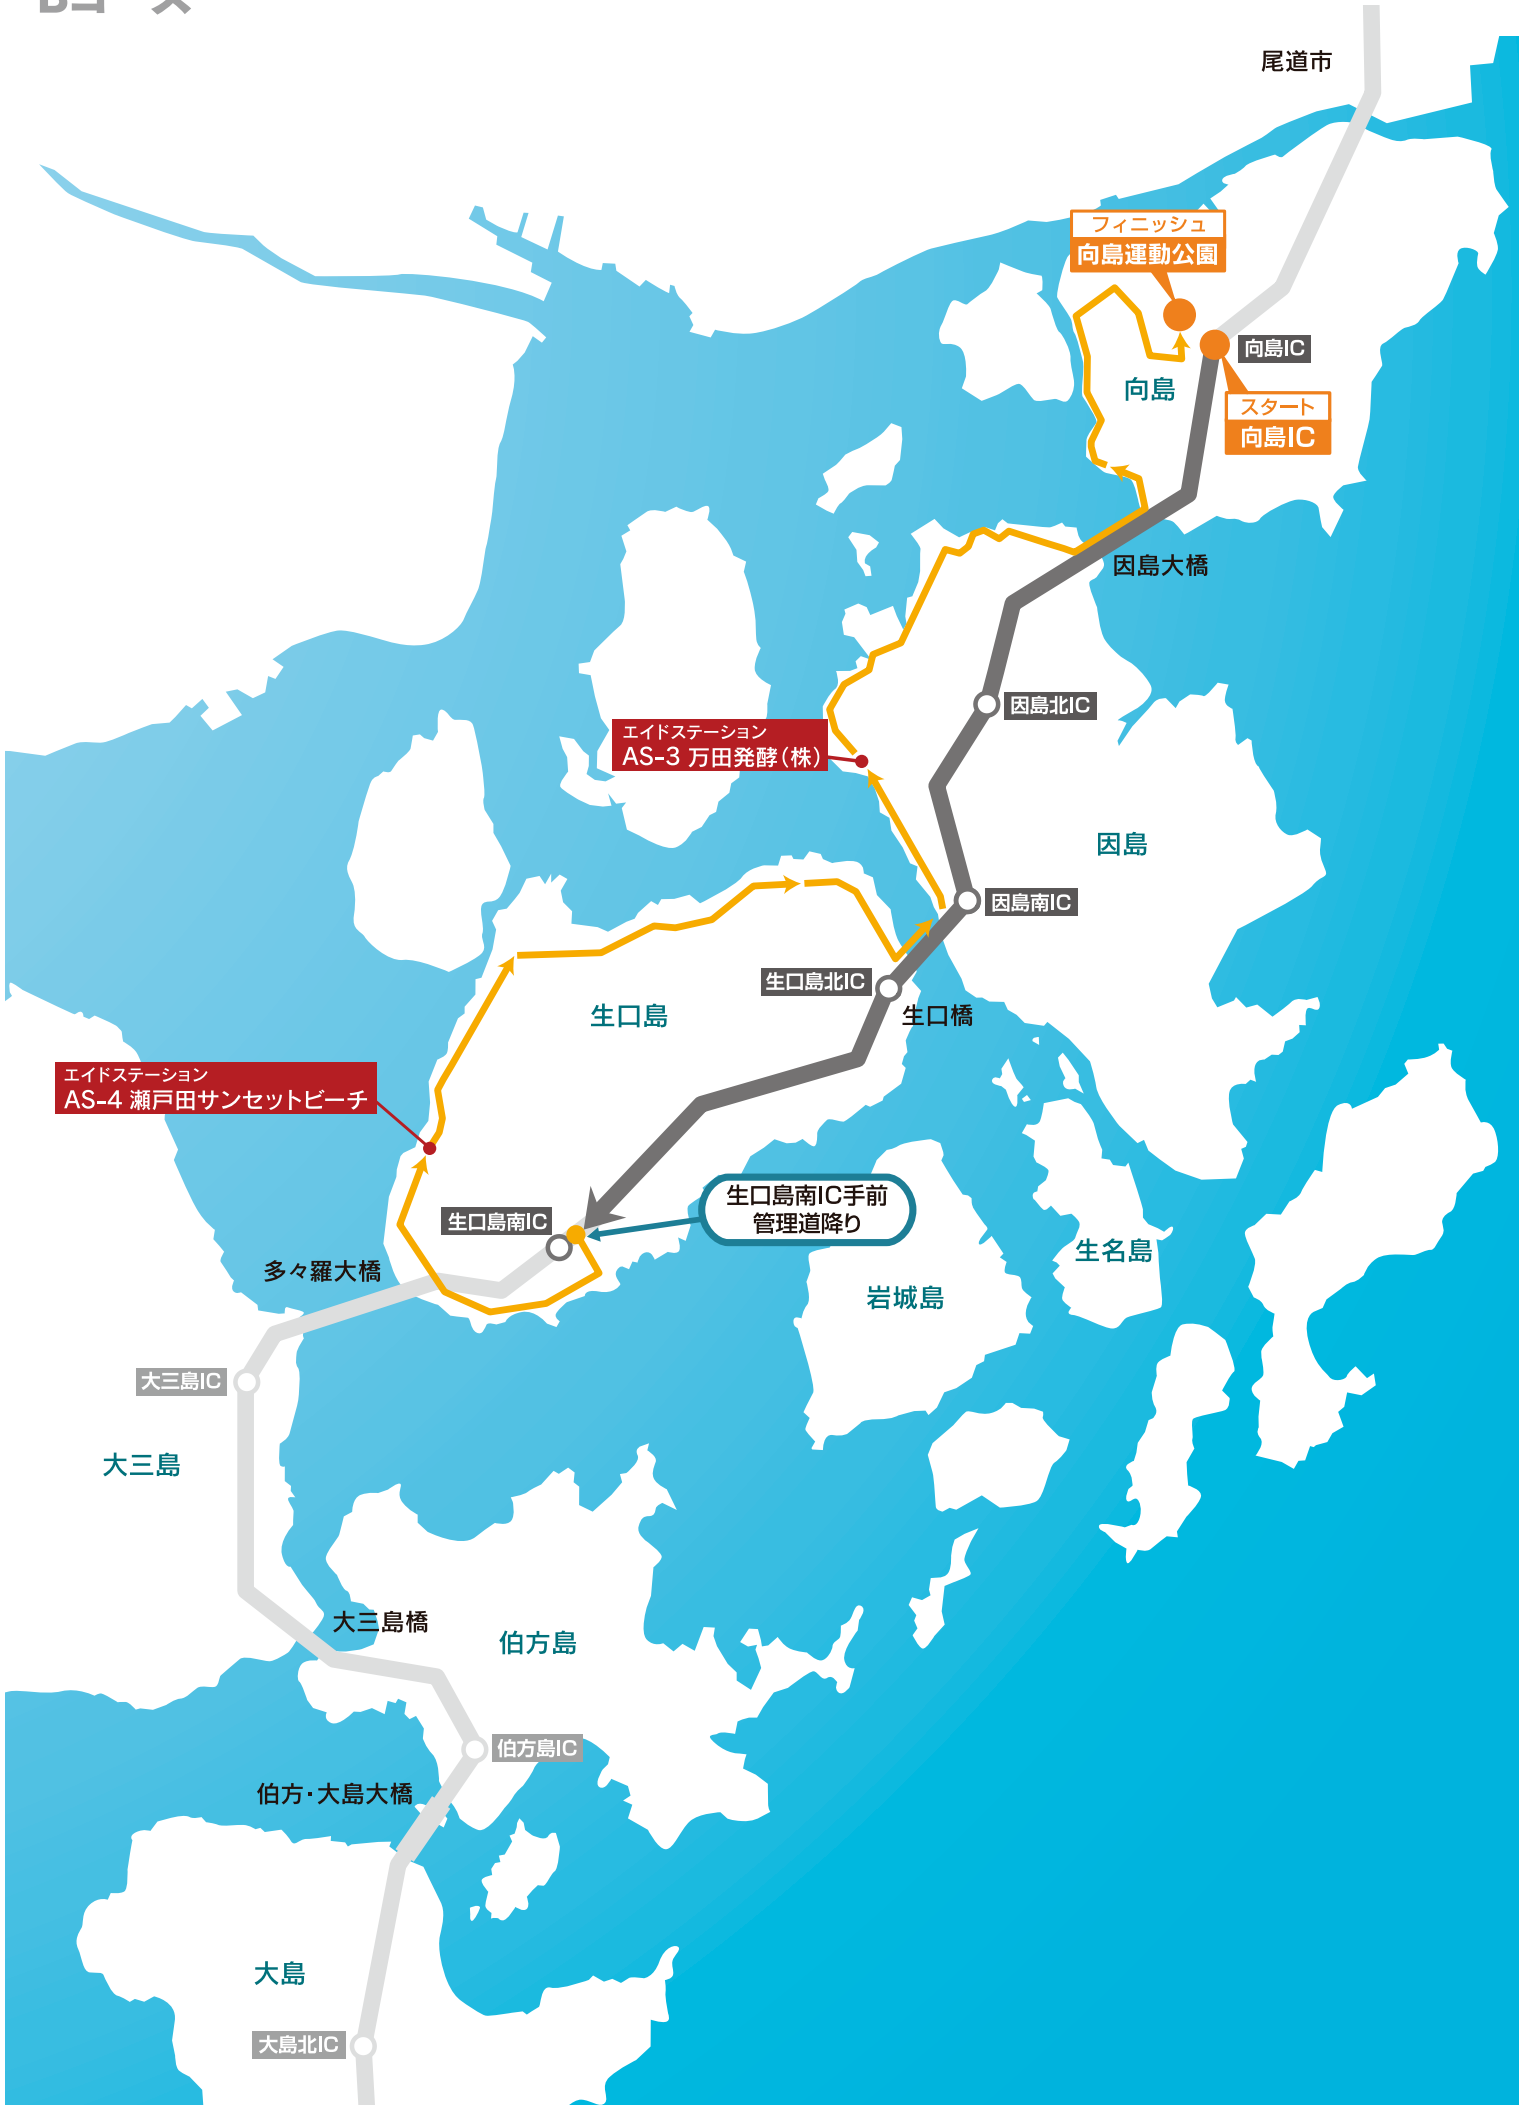 尾道市
フィニッシュ
向島運動公園
向島IC
向島
スタート
向島IC
因島大橋
因島北IC
エイドステーション
AS-3 万田発酵(株)
因島
因島南IC
生口島北IC
生口島
生口橋
エイドステーション
AS-4 瀬戸田サンセットビーチ
生口島南IC手前
管理道降り
生口島南IC
生名島
多々羅大橋
岩城島
大三島IC
大三島
大三島橋
伯方島
伯方島IC
伯方・大島大橋
大島
大島北IC